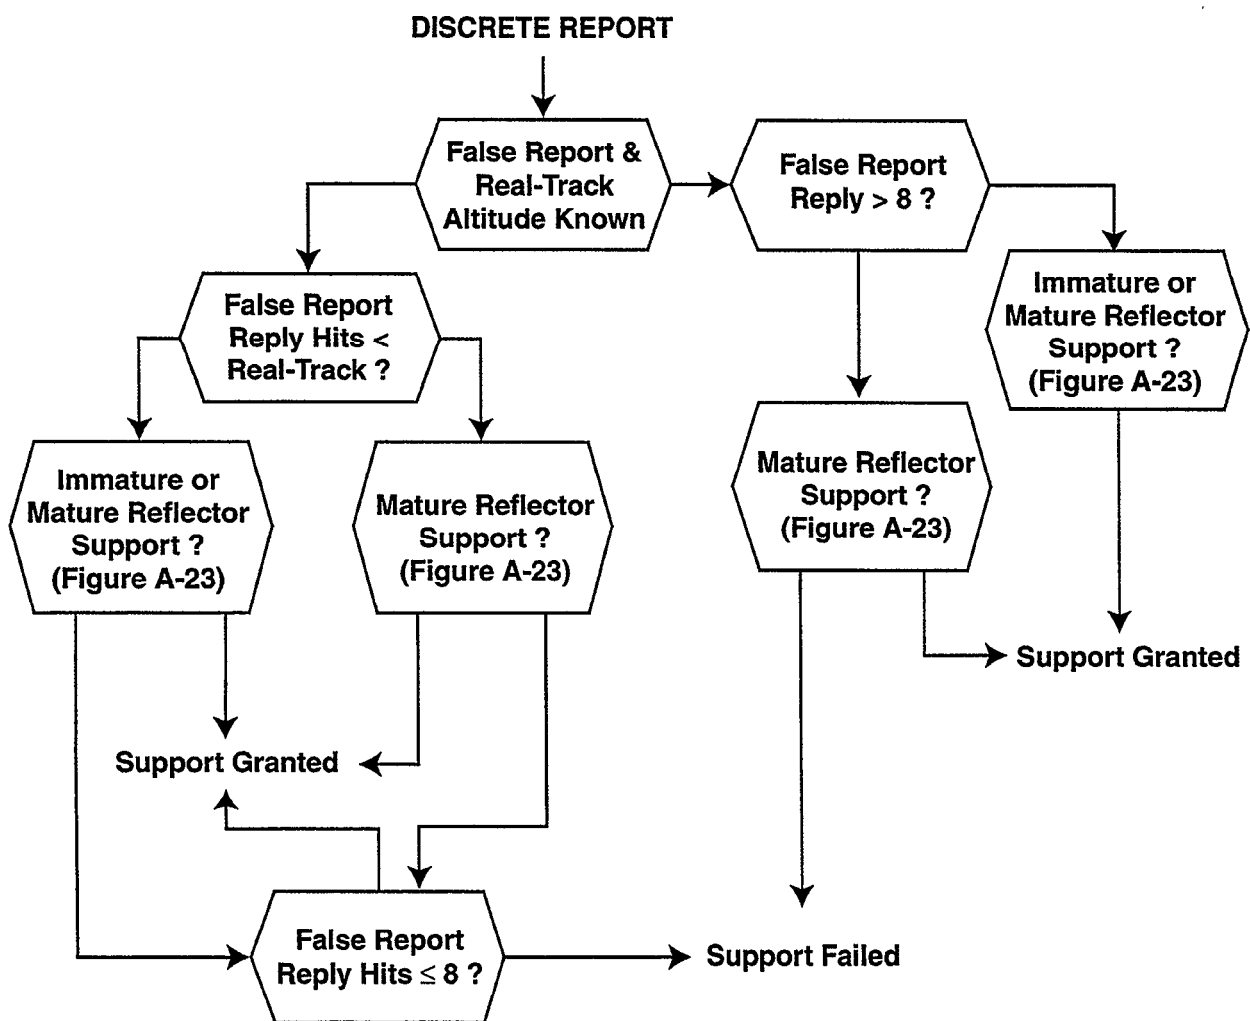 DISCRETE REPORT
False Report &
Real-Track
Altitude Known
False Report
Reply > 8 ?
False Report
Reply Hits <
Real-Track ?
Immature or
Mature Reflector
Support ?
(Figure A-23)
Immature or
Mature Reflector
Support ?
(Figure A-23)
Mature Reflector
Support ?
(Figure A-23)
Mature Reflector
Support ?
(Figure A-23)
Support Granted
Support Granted
False Report
Reply Hits ≤ 8 ?
Support Failed